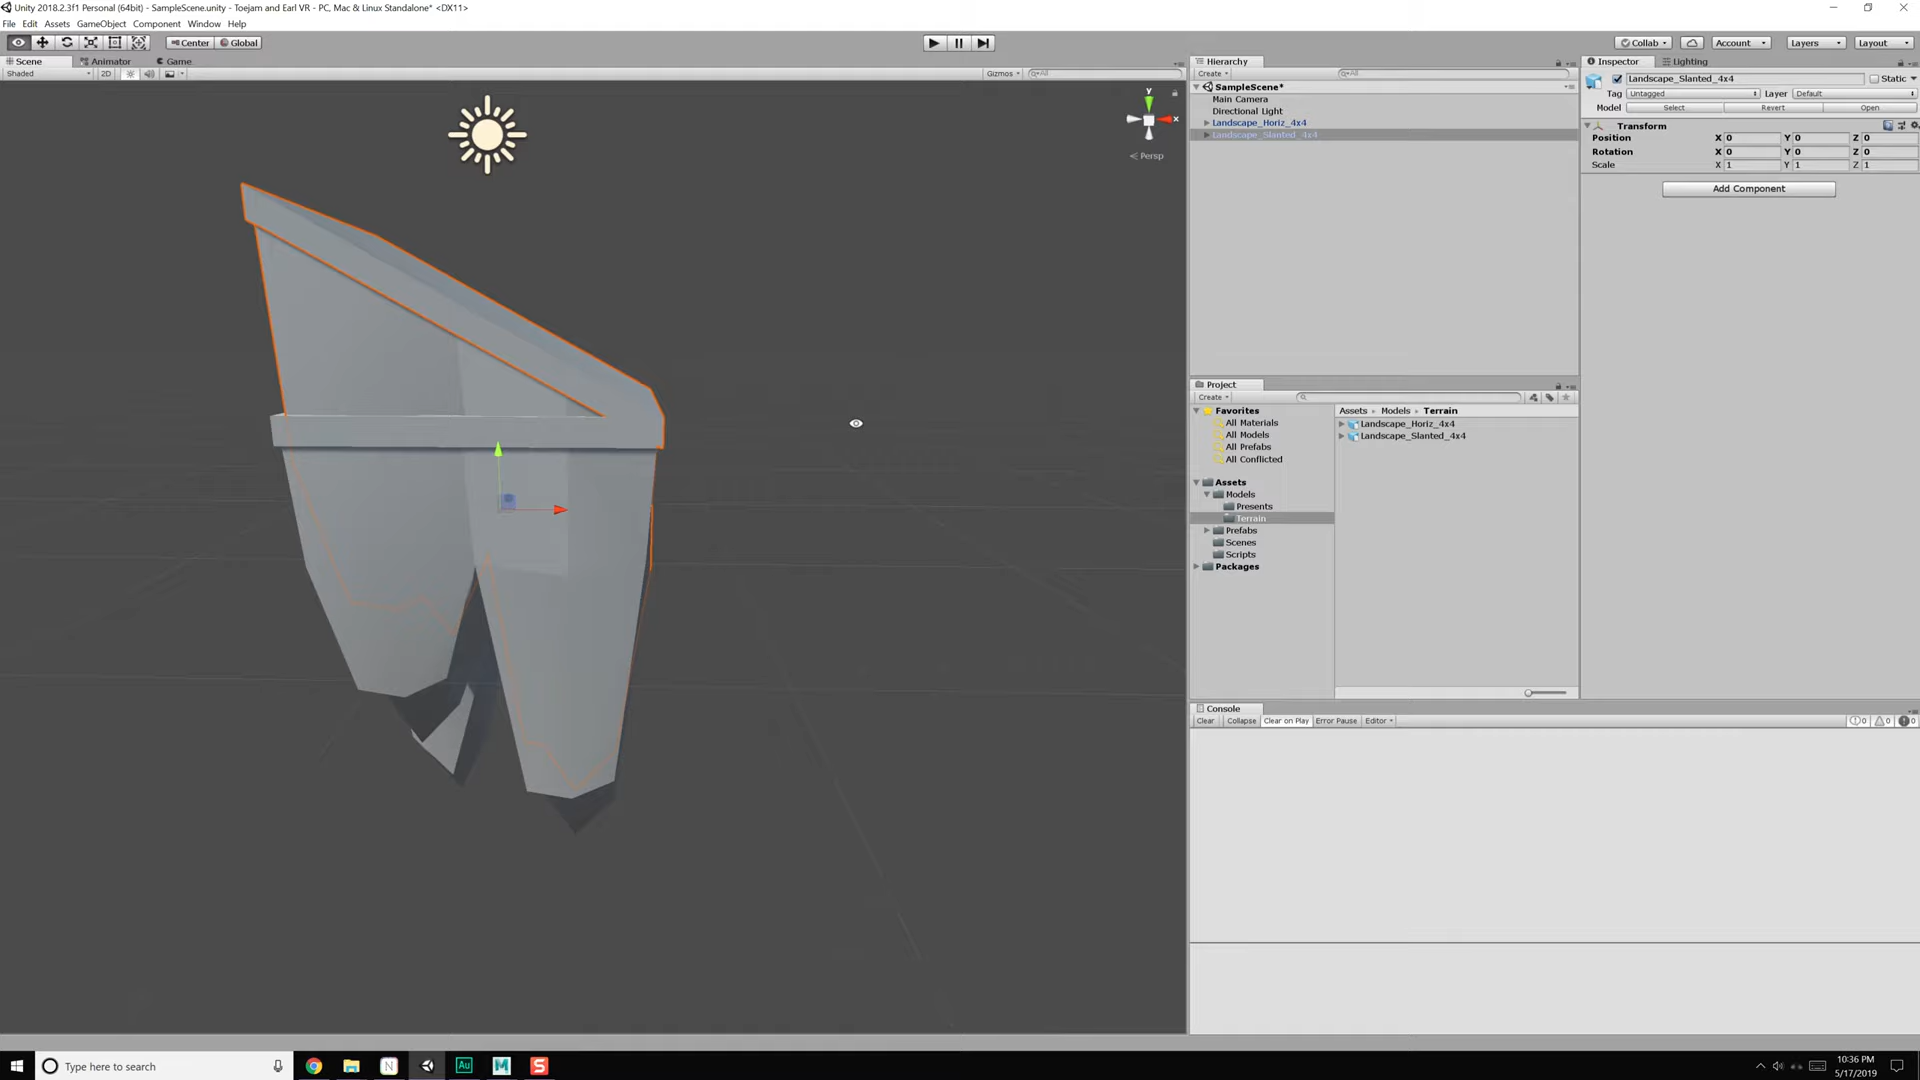 Unity 2018.2.3f1 Personal (64bit) - SampleScene.unity - Toejam and Earl VR - PC, Mac & Linux Standalone* <DX11>
File Edit Assets GameObject Component Window Help
Center Global
Collab Account Layers Layout
Scene Animator Game
Shaded 2D Gizmos All
y
x
Persp
Hierarchy
Create All
SampleScene*
Main Camera
Directional Light
Landscape_Horiz_4x4
Landscape_Slanted_4x4
Project
Create
Favorites
All Materials
All Models
All Prefabs
All Conflicted
Assets
Models
Presents
Terrain
Prefabs
Scenes
Scripts
Packages
Assets Models Terrain
Landscape_Horiz_4x4
Landscape_Slanted_4x4
Console
Clear Collapse Clear on Play Error Pause Editor 0 0 0
Inspector Lighting
Landscape_Slanted_4x4 Static
Tag Untagged Layer Default
Model Select Revert Open
Transform
Position X 0 Y 0 Z 0
Rotation X 0 Y 0 Z 0
Scale X 1 Y 1 Z 1
Add Component
Type here to search
N Au M S
10:36 PM
5/17/2019